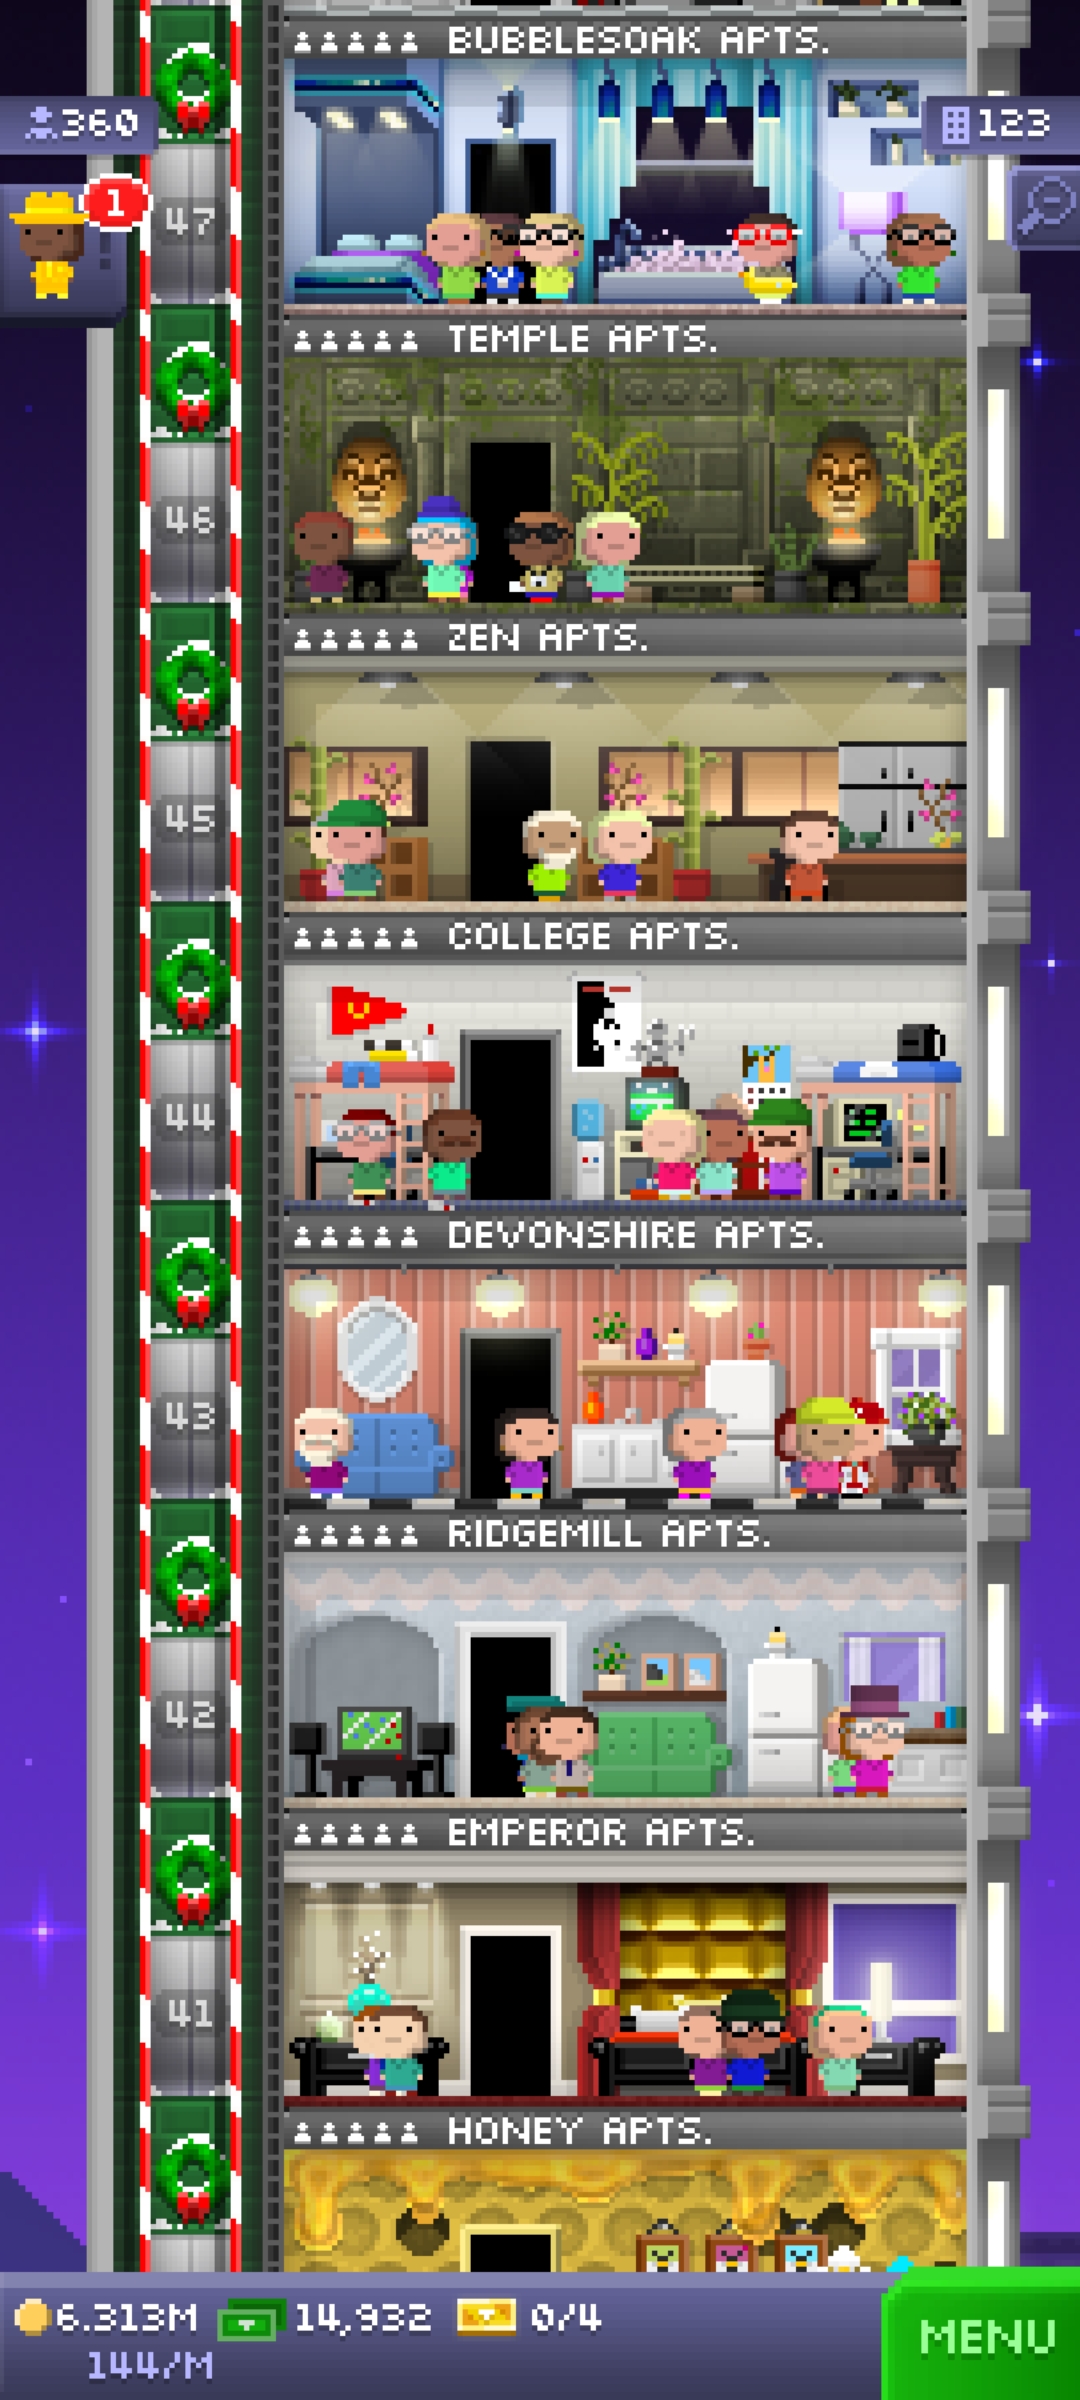 BUBBLESOAK APTS.
360
123
1
47
TEMPLE APTS.
46
ZEN APTS.
45
COLLEGE APTS.
44
DEVONSHIRE APTS.
43
RIDGEMILL APTS.
42
EMPEROR APTS.
41
HONEY APTS.
6.313M 14,932 0/4
144/M
MENU